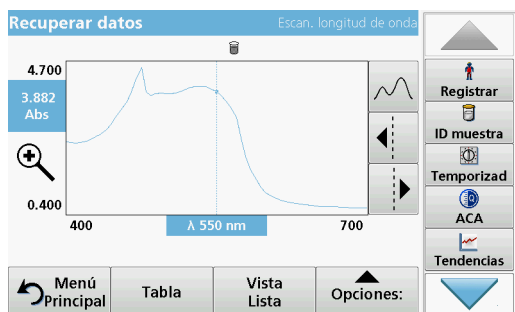 Recuperar datos
Escan. longitud de onda
4.700
3.882
Abs
0.400
400
λ 550 nm
700
Registrar
ID muestra
Temporizad
ACA
Tendencias
Menú
Principal
Tabla
Vista
Lista
Opciones: